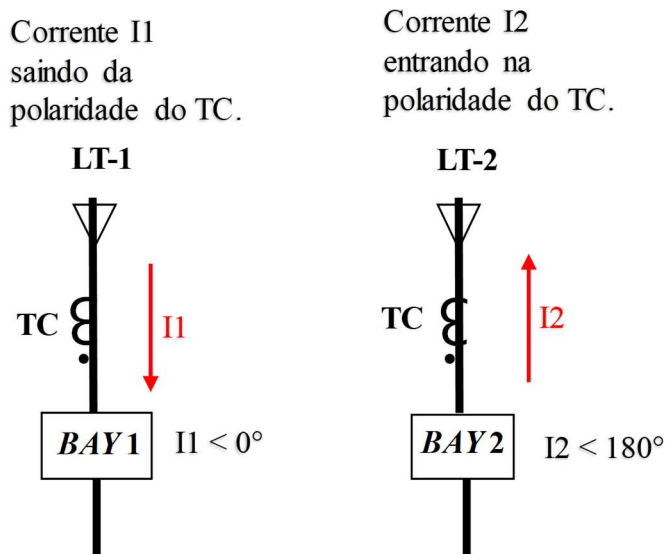 Corrente I1
saindo da
polaridade do TC.
LT-1
TC
I1
BAY 1
I1 < 0°
Corrente I2
entrando na
polaridade do TC.
LT-2
TC
I2
BAY 2
I2 < 180°